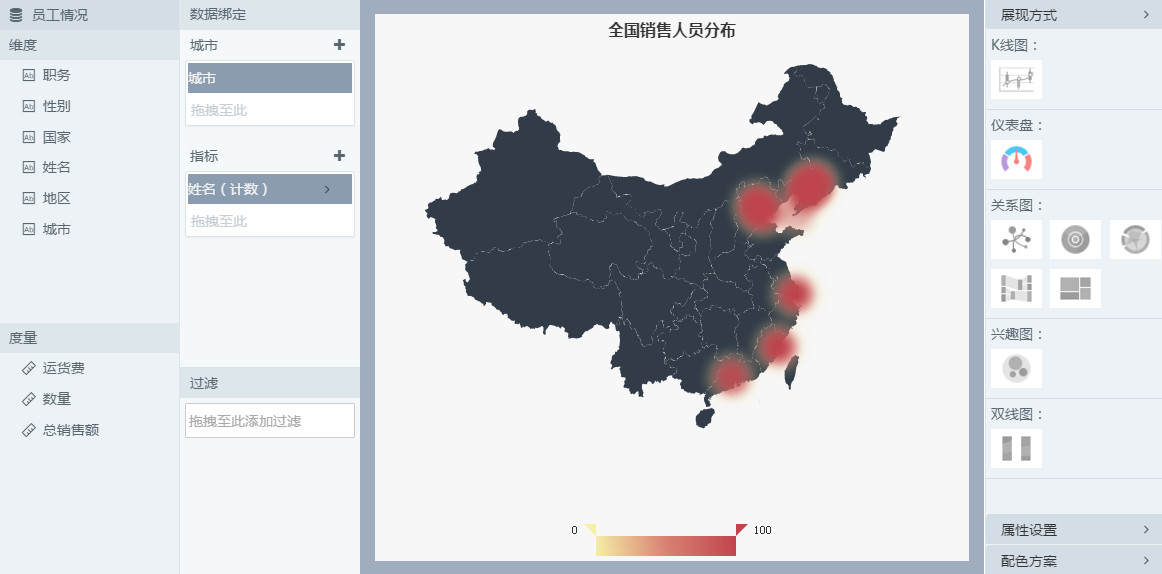 员工情况
维度
职务
性别
国家
姓名
地区
城市
度量
运货费
数量
总销售额
数据绑定
城市
城市
拖拽至此
指标
姓名（计数）
拖拽至此
过滤
拖拽至此添加过滤
全国销售人员分布
0
100
展现方式
K线图：
仪表盘：
关系图：
兴趣图：
双线图：
属性设置
配色方案